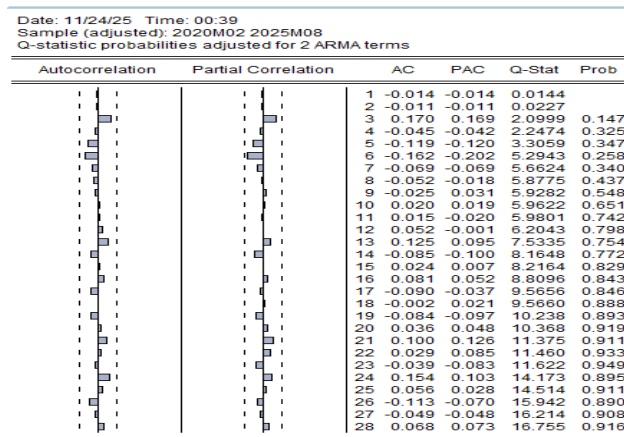 Date: 11/24/25 Time: 00:39
Sample (adjusted): 2020M02 2025M08
Q-statistic probabilities adjusted for 2 ARMA terms
Autocorrelation Partial Correlation AC PAC Q-Stat Prob
1 -0.014 -0.014 0.0144
2 -0.011 -0.011 0.0227
3 0.170 0.169 2.0999 0.147
4 -0.045 -0.042 2.2474 0.325
5 -0.119 -0.120 3.3059 0.347
6 -0.162 -0.202 5.2943 0.258
7 -0.069 -0.069 5.6624 0.340
8 -0.052 -0.018 5.8775 0.437
9 -0.025 0.031 5.9282 0.548
10 0.020 0.019 5.9622 0.651
11 0.015 -0.020 5.9801 0.742
12 0.052 -0.001 6.2043 0.798
13 0.125 0.095 7.5335 0.754
14 -0.085 -0.100 8.1648 0.772
15 0.024 0.007 8.2164 0.829
16 0.081 0.052 8.8096 0.843
17 -0.090 -0.037 9.5656 0.846
18 -0.002 0.021 9.5660 0.888
19 -0.084 -0.097 10.238 0.893
20 0.036 0.048 10.368 0.919
21 0.100 0.126 11.375 0.911
22 0.029 0.085 11.460 0.933
23 -0.039 -0.083 11.622 0.949
24 0.154 0.103 14.173 0.895
25 0.056 0.028 14.514 0.911
26 -0.113 -0.070 15.942 0.890
27 -0.049 -0.048 16.214 0.908
28 0.068 0.073 16.755 0.916